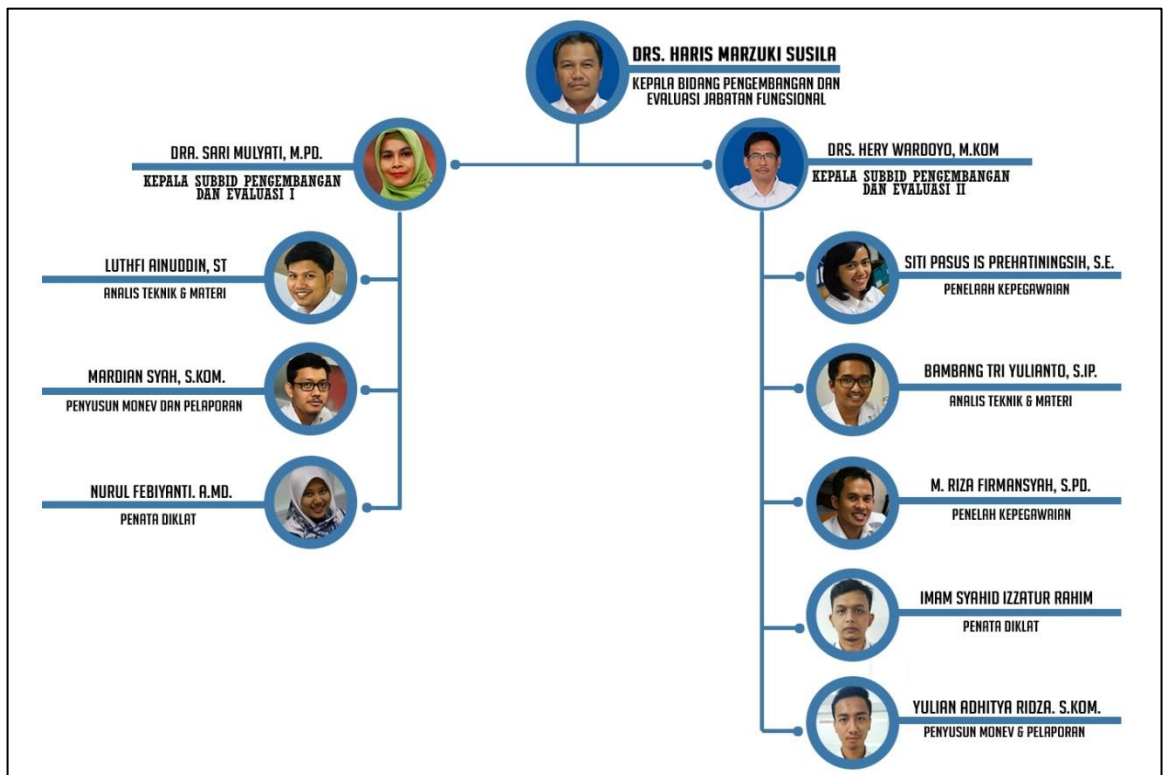 DRS. HARIS MARZUKI SUSILA
KEPALA BIDANG PENGEMBANGAN DAN
EVALUASI JABATAN FUNGSIONAL
DRA. SARI MULYATI, M.PD.
KEPALA SUBBID PENGEMBANGAN
DAN EVALUASI I
DRS. HERY WARDOYO, M.KOM
KEPALA SUBBID PENGEMBANGAN
DAN EVALUASI II
LUTHFI AINUDDIN, ST
ANALIS TEKNIK & MATERI
MARDIAN SYAH, S.KOM.
PENYUSUN MONEV DAN PELAPORAN
NURUL FEBIYANTI. A.MD.
PENATA DIKLAT
SITI PASUS IS PREHATININGSIH, S.E.
PENELAAH KEPEGAWAIAN
BAMBANG TRI YULIANTO, S.IP.
ANALIS TEKNIK & MATERI
M. RIZA FIRMANSYAH, S.PD.
PENELAH KEPEGAWAIAN
IMAM SYAHID IZZATUR RAHIM
PENATA DIKLAT
YULIAN ADHITYA RIDZA. S.KOM.
PENYUSUN MONEV & PELAPORAN